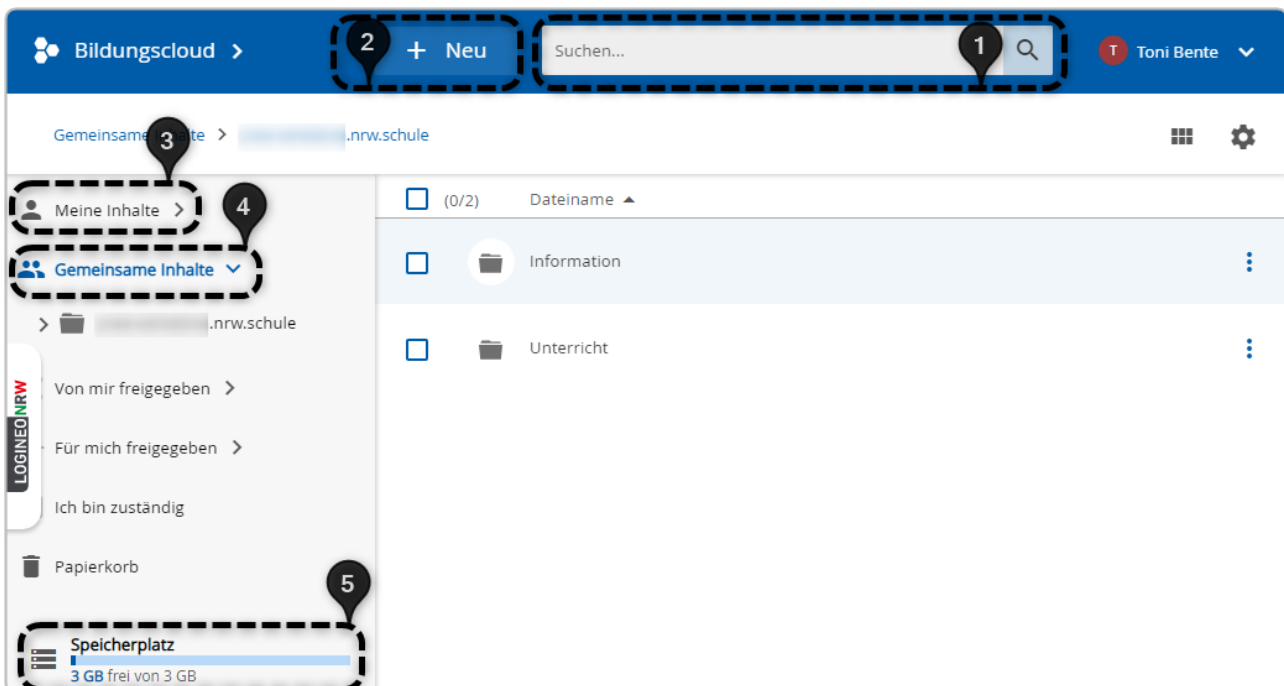 Bildungscloud >
2
+ Neu
Suchen...
1
T Toni Bente
Gemeinsame te > .nrw.schule
3
Meine Inhalte >
4
(0/2) Dateiname
Gemeinsame Inhalte
Information
> .nrw.schule
Unterricht
Von mir freigegeben >
LOGINEO NRW
Für mich freigegeben >
Ich bin zuständig
Papierkorb
5
Speicherplatz
3 GB frei von 3 GB